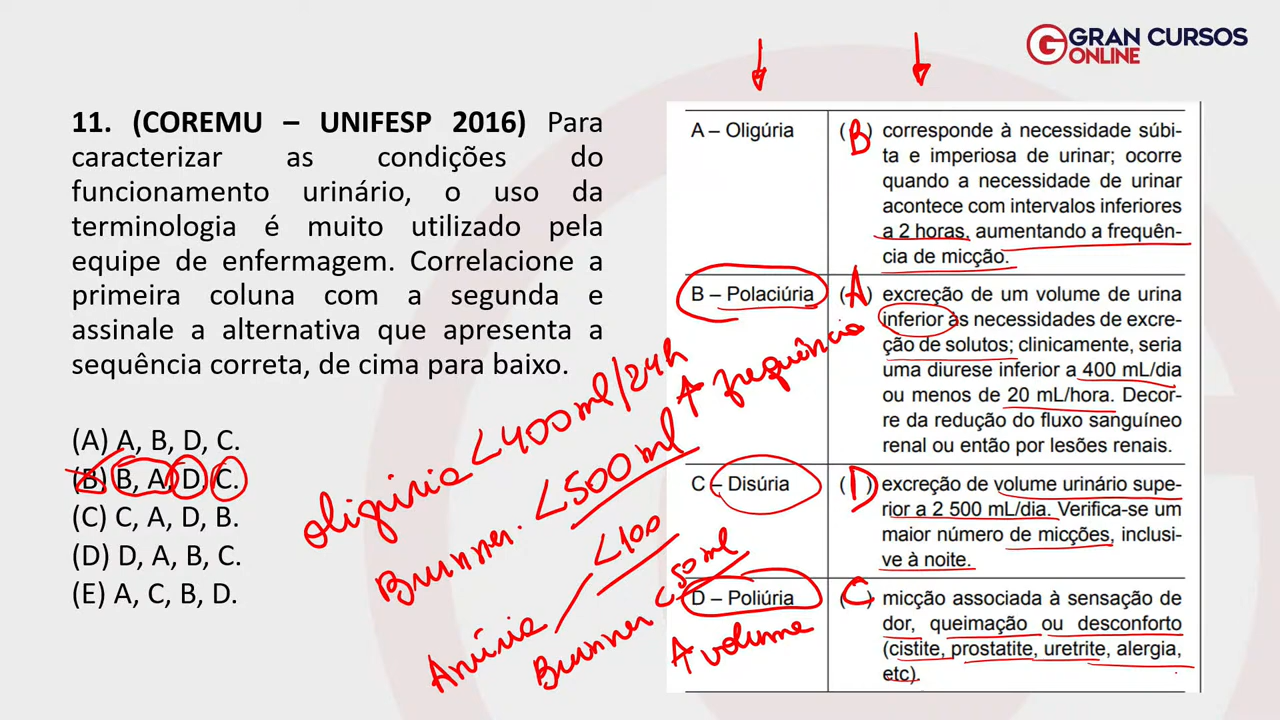 GRAN CURSOS
ONLINE
11. (COREMU – UNIFESP 2016) Para
caracterizar as condições do
funcionamento urinário, o uso da
terminologia é muito utilizado pela
equipe de enfermagem. Correlacione a
primeira coluna com a segunda e
assinale a alternativa que apresenta a
sequência correta, de cima para baixo.
(A) A, B, D, C.
(B) B, A, D, C.
(C) C, A, D, B.
(D) D, A, B, C.
(E) A, C, B, D.
A – Oligúria
(B) corresponde à necessidade súbi-
ta e imperiosa de urinar; ocorre
quando a necessidade de urinar
acontece com intervalos inferiores
a 2 horas, aumentando a frequên-
cia de micção.
B – Polaciúria
(A) excreção de um volume de urina
inferior às necessidades de excre-
ção de solutos; clinicamente, seria
uma diurese inferior a 400 mL/dia
ou menos de 20 mL/hora. Decor-
re da redução do fluxo sanguíneo
renal ou então por lesões renais.
C – Disúria
(D) excreção de volume urinário supe-
rior a 2 500 mL/dia. Verifica-se um
maior número de micções, inclusi-
ve à noite.
D – Poliúria
(C) micção associada à sensação de
dor, queimação ou desconforto
(cistite, prostatite, uretrite, alergia,
etc).
↑ frequência
oligúria <400ml/24h
Brunner. <500ml
Anúria <100
Brunner <50ml
↑ volume